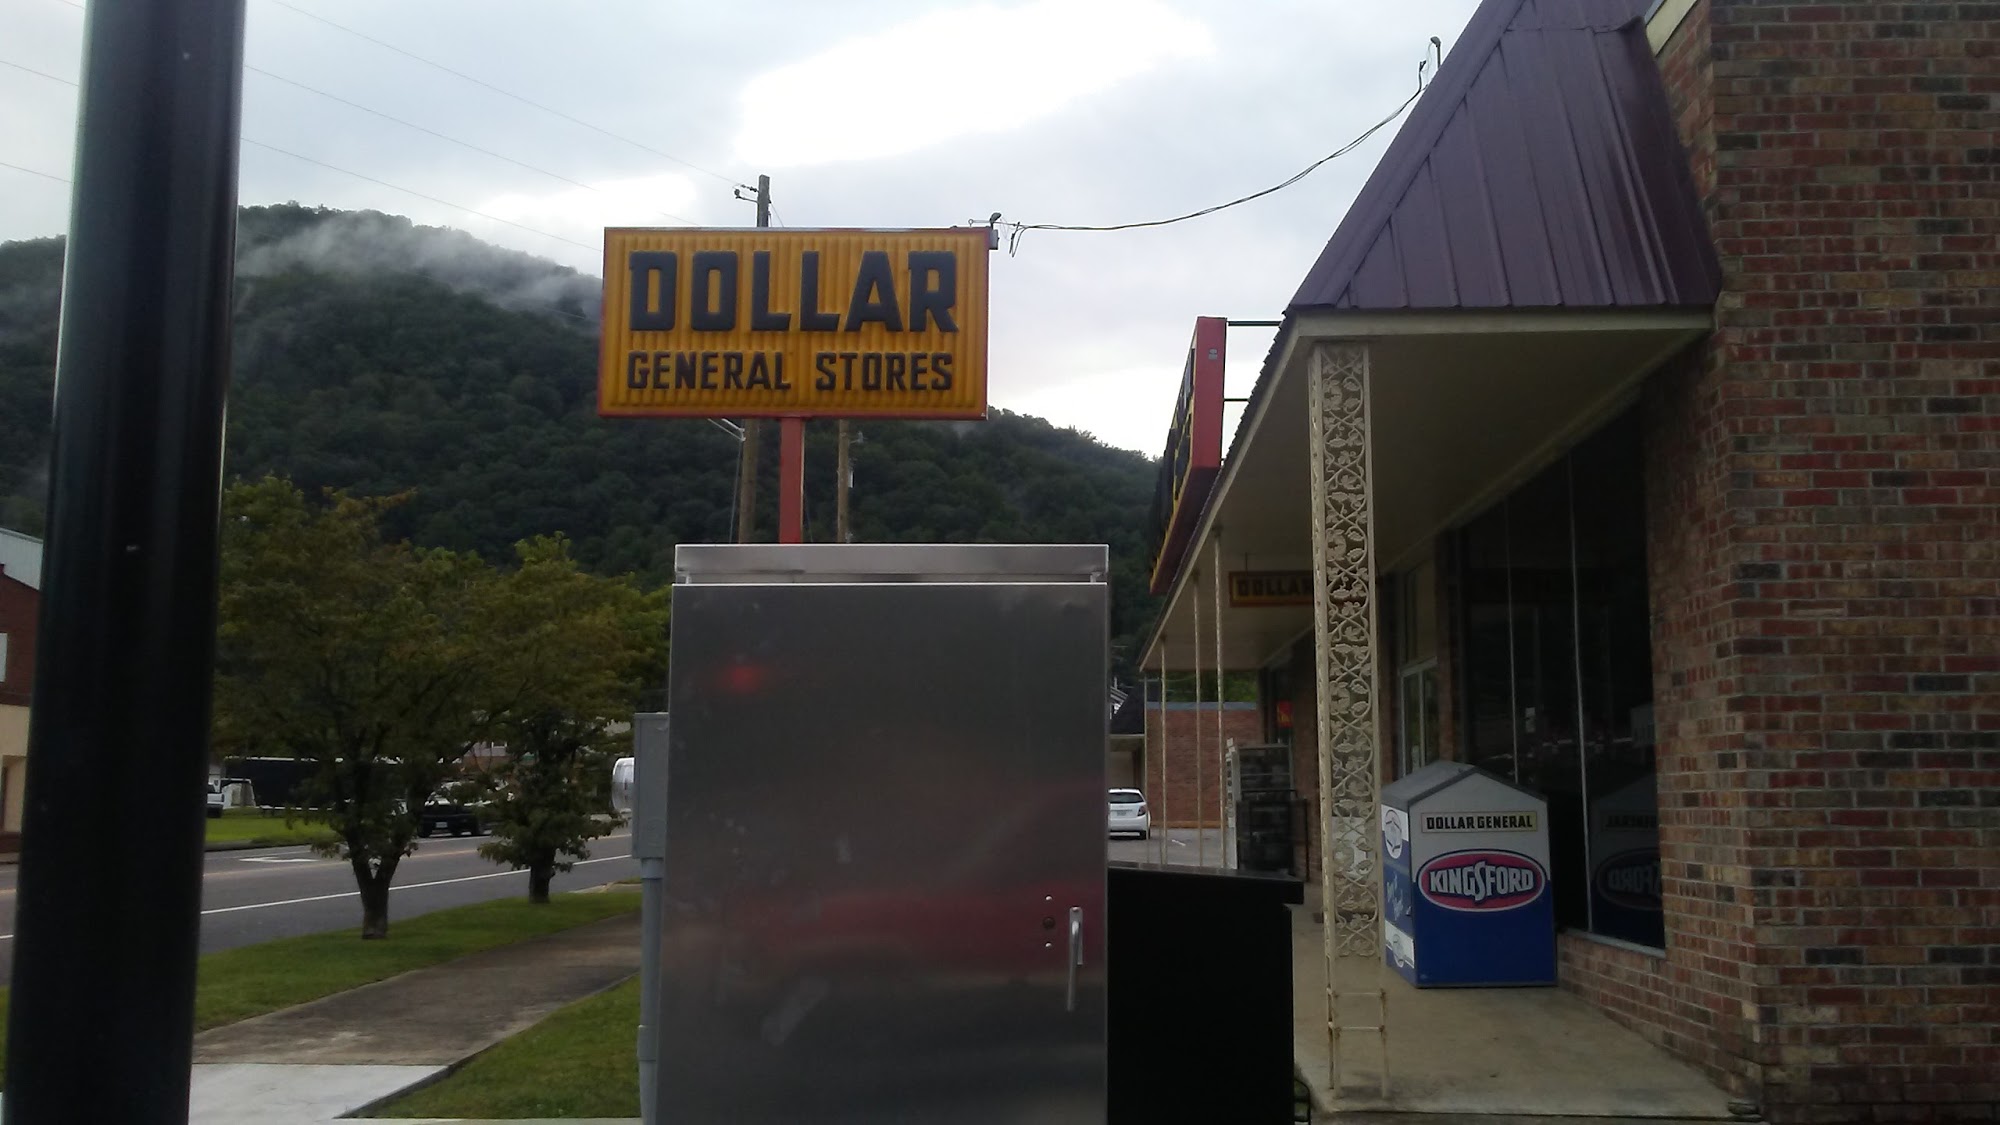 DOLLAR
GENERAL STORES
DOLLAR
DOLLAR GENERAL
KINGSFORD